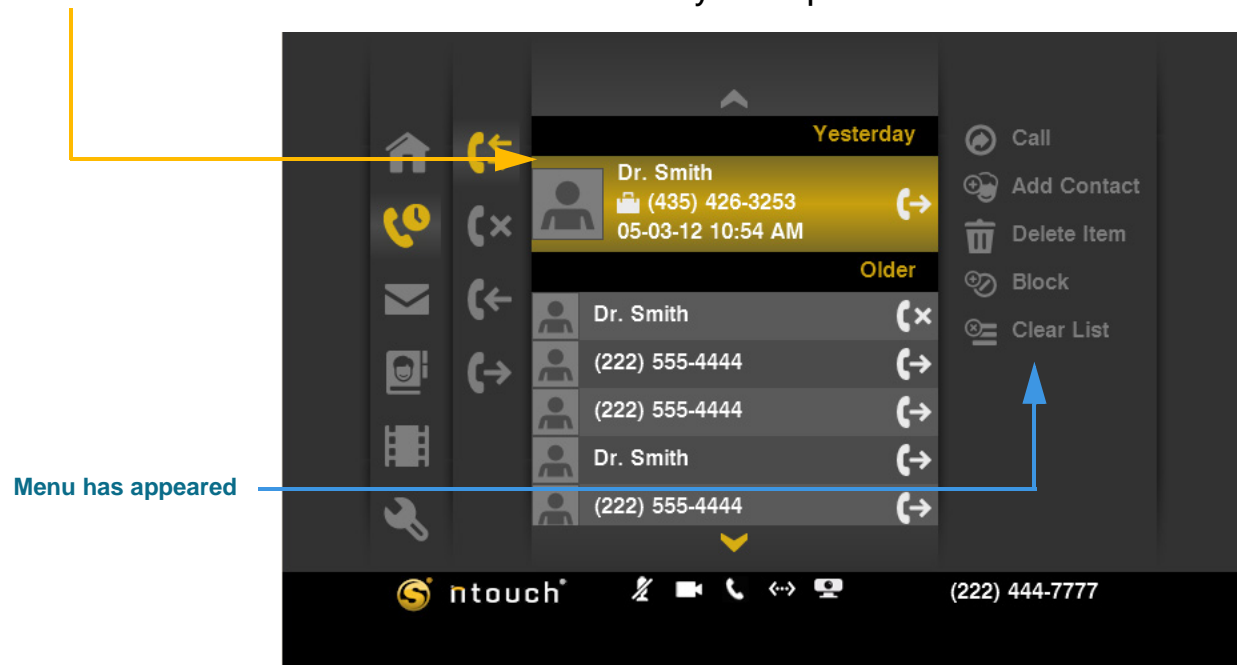 Yesterday
Dr. Smith
(435) 426-3253
05-03-12 10:54 AM
Older
Dr. Smith
(222) 555-4444
(222) 555-4444
Dr. Smith
(222) 555-4444
Call
Add Contact
Delete Item
Block
Clear List
Menu has appeared
S ntouch
(222) 444-7777